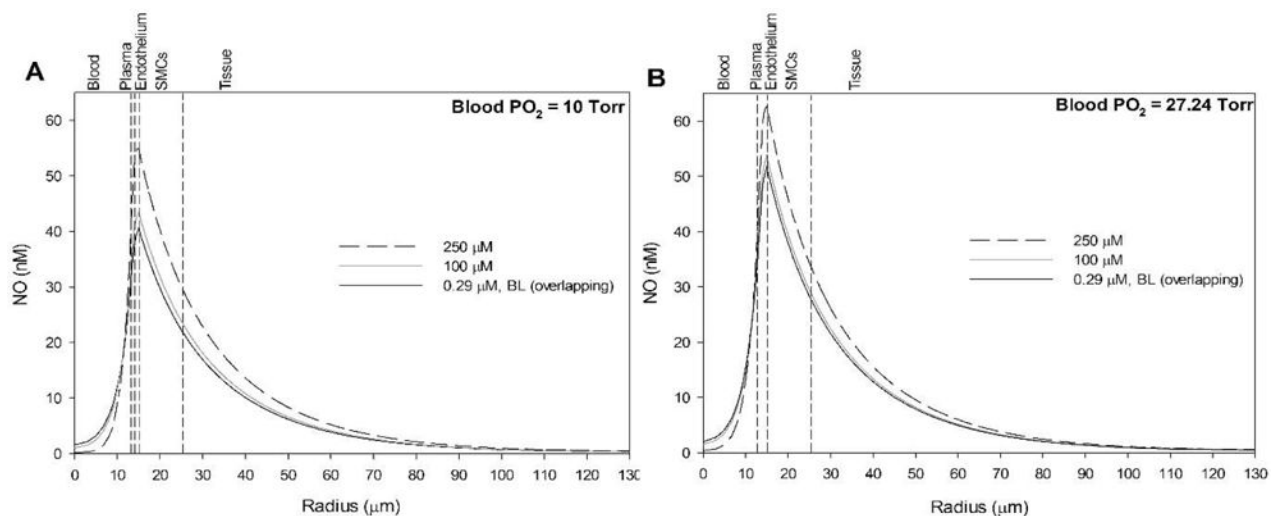 A
Blood
Plasma
Endothelium
SMCs
Tissue
Blood PO₂ = 10 Torr
NO (nM)
60
50
40
30
20
10
0
250 μM
100 μM
0.29 μM, BL (overlapping)
0 10 20 30 40 50 60 70 80 90 100 110 120 130
Radius (μm)
B
Blood
Plasma
Endothelium
SMCs
Tissue
Blood PO₂ = 27.24 Torr
NO (nM)
60
50
40
30
20
10
0
250 μM
100 μM
0.29 μM, BL (overlapping)
0 10 20 30 40 50 60 70 80 90 100 110 120 130
Radius (μm)